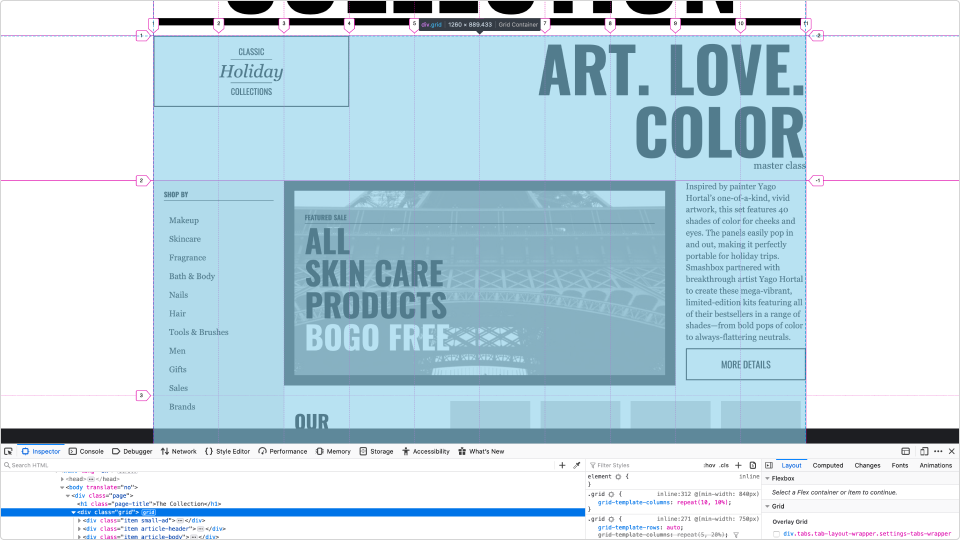 COLLECTION
div.grid 1260 × 889.433 Grid Container
1 2 3 4 5 7 8 9 10 11
1 -2
CLASSIC
Holiday
COLLECTIONS
ART. LOVE.
COLOR
master class
2 -1
SHOP BY
Makeup
Skincare
Fragrance
Bath & Body
Nails
Hair
Tools & Brushes
Men
Gifts
Sales
Brands
FEATURED SALE
ALL
SKIN CARE
PRODUCTS
BOGO FREE
Inspired by painter Yago
Hortal's one-of-a-kind, vivid
artwork, this set features 40
shades of color for cheeks and
eyes. The panels easily pop in
and out, making it perfectly
portable for holiday trips.
Smashbox partnered with
breakthrough artist Yago Hortal
to create these mega-vibrant,
limited-edition kits featuring all
of their bestsellers in a range of
shades—from bold pops of color
to always-flattering neutrals.
MORE DETAILS
3
OUR
Inspector Console Debugger Network {} Style Editor Performance Memory Storage Accessibility What's New
Search HTML
<head> </head>
<body translate="no">
<div class="page">
<h1 class="page-title">The Collection</h1>
<div class="grid"> grid
<div class="item small-ad"> </div>
<div class="item article-header"> </div>
<div class="item article-body"> </div>
Filter Styles :hov .cls +
element { inline
}
.grid { inline:312 @(min-width: 840px)
grid-template-columns: repeat(10, 10%);
}
.grid { inline:271 @(min-width: 750px)
grid-template-rows: auto;
grid-template-columns: repeat(5, 20%);
Layout Computed Changes Fonts Animations
Flexbox
Select a Flex container or item to continue.
Grid
Overlay Grid
div.tabs.tab-layout-wrapper.settings-tabs-wrapper